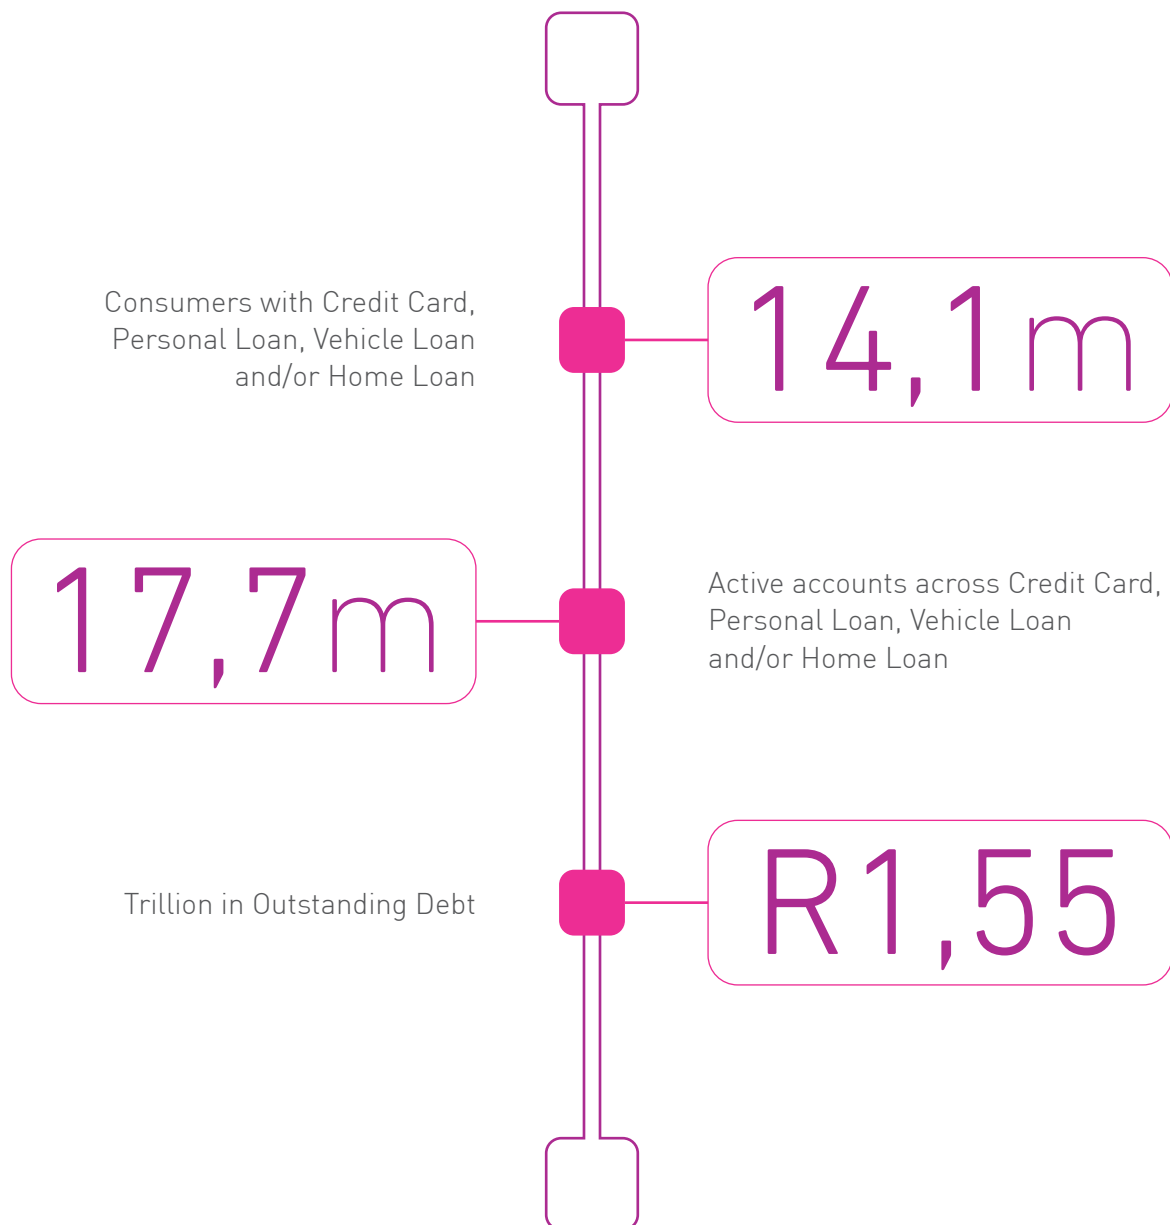 Consumers with Credit Card,
Personal Loan, Vehicle Loan
and/or Home Loan
14,1m
17,7m
Active accounts across Credit Card,
Personal Loan, Vehicle Loan
and/or Home Loan
Trillion in Outstanding Debt
R1,55